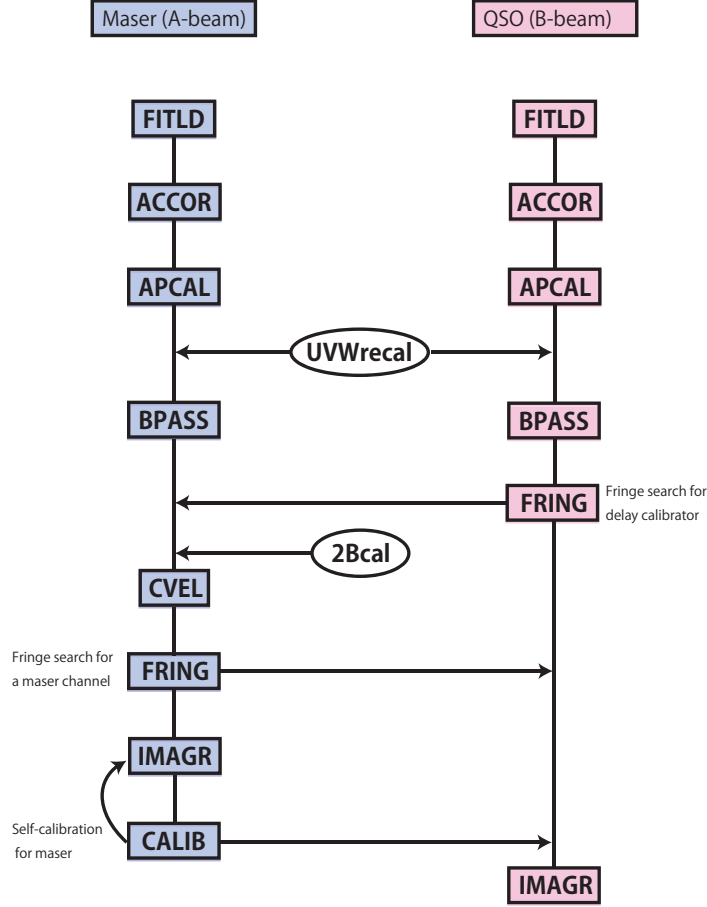 Maser (A-beam)
QSO (B-beam)
FITLD
FITLD
ACCOR
ACCOR
APCAL
APCAL
UVWrecal
BPASS
BPASS
FRING
Fringe search for
delay calibrator
2Bcal
CVEL
Fringe search for
a maser channel
FRING
IMAGR
Self-calibration
for maser
CALIB
IMAGR